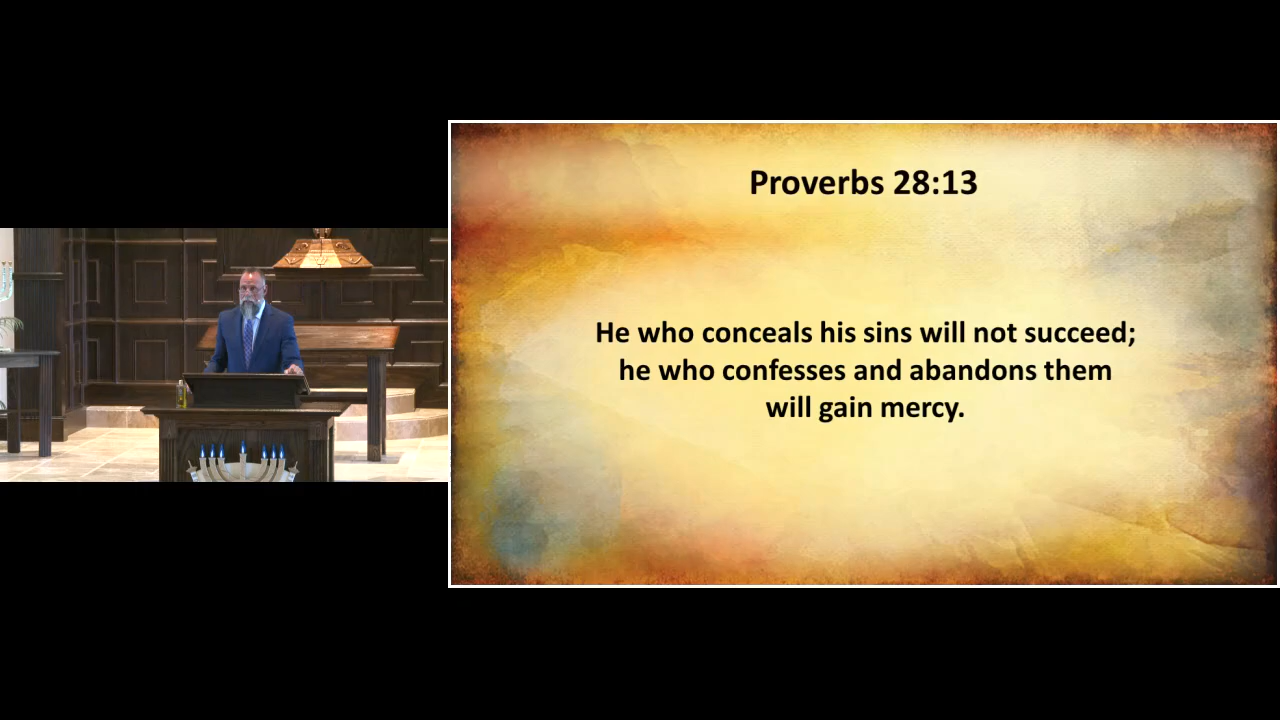 Proverbs 28:13
He who conceals his sins will not succeed;
he who confesses and abandons them
will gain mercy.